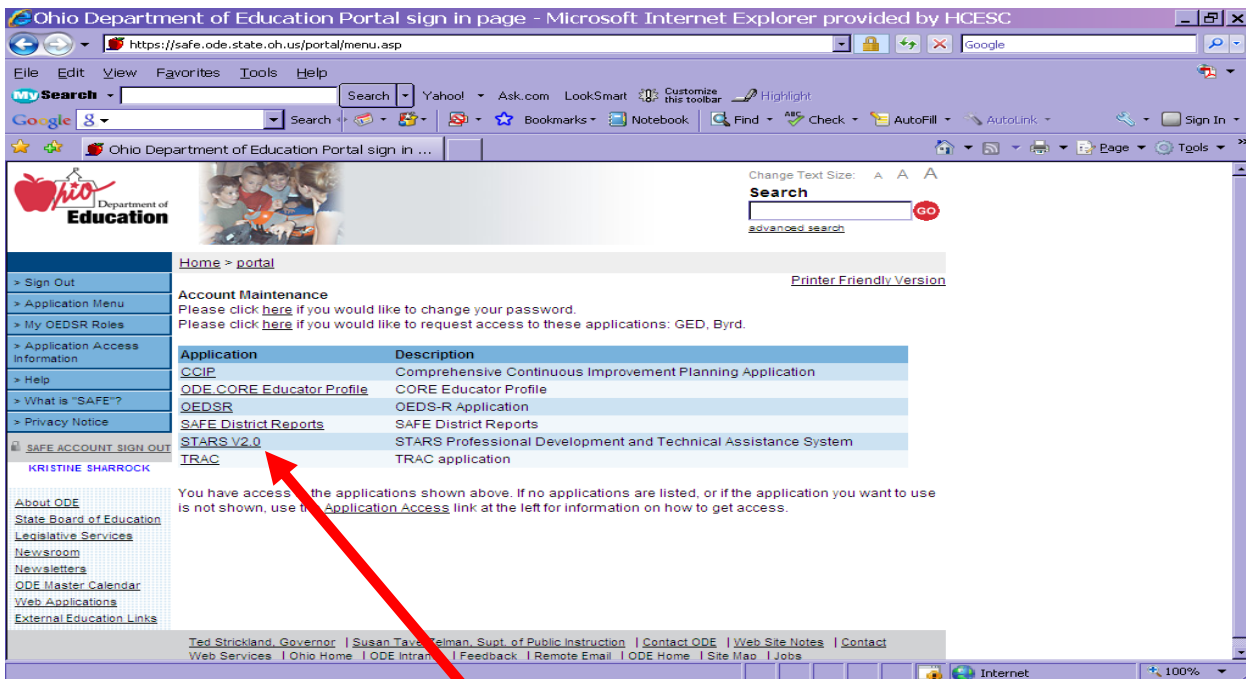 Ohio Department of Education Portal sign in page - Microsoft Internet Explorer provided by HCESC
https://safe.ode.state.oh.us/portal/menu.asp
Google
File Edit View Favorites Tools Help
My Search Search Yahoo! Ask.com LookSmart Customize this toolbar Highlight
Google Search Bookmarks Notebook Find ABC Check AutoFill AutoLink Sign In
Ohio Department of Education Portal sign in ... Page Tools »
Ohio
Department of
Education
Change Text Size: A A A
Search
GO
advanced search
Home > portal
Printer Friendly Version
> Sign Out
> Application Menu
> My OEDSR Roles
> Application Access
Information
> Help
> What is "SAFE"?
> Privacy Notice
SAFE ACCOUNT SIGN OUT
KRISTINE SHARROCK
About ODE
State Board of Education
Legislative Services
Newsroom
Newsletters
ODE Master Calendar
Web Applications
External Education Links
Account Maintenance
Please click here if you would like to change your password.
Please click here if you would like to request access to these applications: GED, Byrd.
Application Description
CCIP Comprehensive Continuous Improvement Planning Application
ODE.CORE Educator Profile CORE Educator Profile
OEDSR OEDS-R Application
SAFE District Reports SAFE District Reports
STARS V2.0 STARS Professional Development and Technical Assistance System
TRAC TRAC application
You have access the applications shown above. If no applications are listed, or if the application you want to use
is not shown, use the Application Access link at the left for information on how to get access.
Ted Strickland, Governor | Susan Tave Zelman, Supt. of Public Instruction | Contact ODE | Web Site Notes | Contact
Web Services | Ohio Home | ODE Intranet | Feedback | Remote Email | ODE Home | Site Map | Jobs
Internet 100%